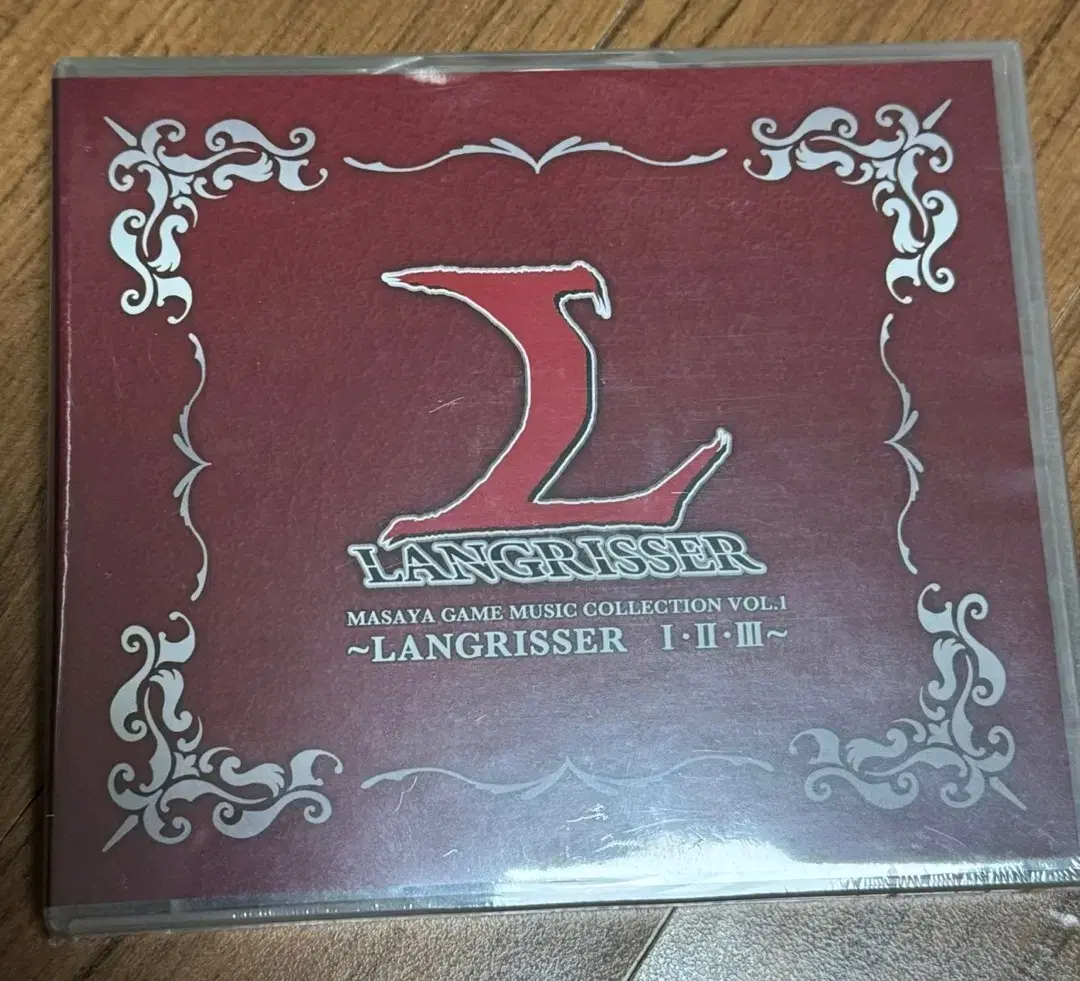 L
LANGRISSER
MASAYA GAME MUSIC COLLECTION VOL.1
~LANGRISSER Ⅰ·Ⅱ·Ⅲ~